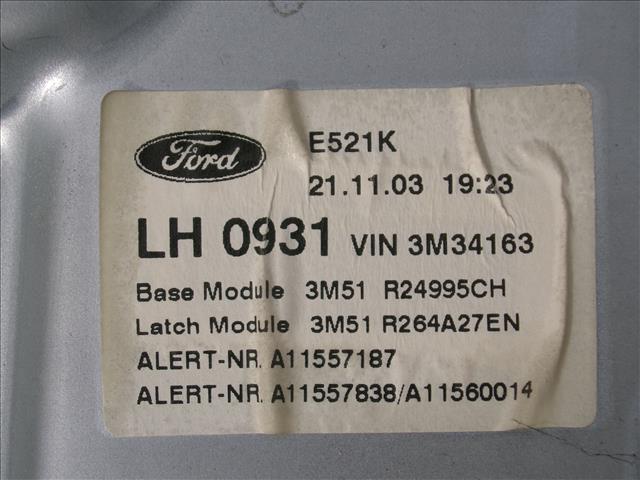 Ford
E521K
21.11.03 19:23
LH 0931 VIN 3M34163
Base Module 3M51 R24995CH
Latch Module 3M51 R264A27EN
ALERT-NR. A11557187
ALERT-NR. A11557838/A11560014